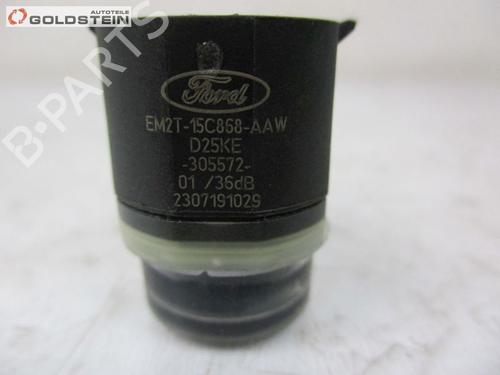 AUTOTEILE
GOLDSTEIN
B-PARTS
Ford
EM2T-15C868-AAW
D25KE
-305572-
01 /36dB
2307191029